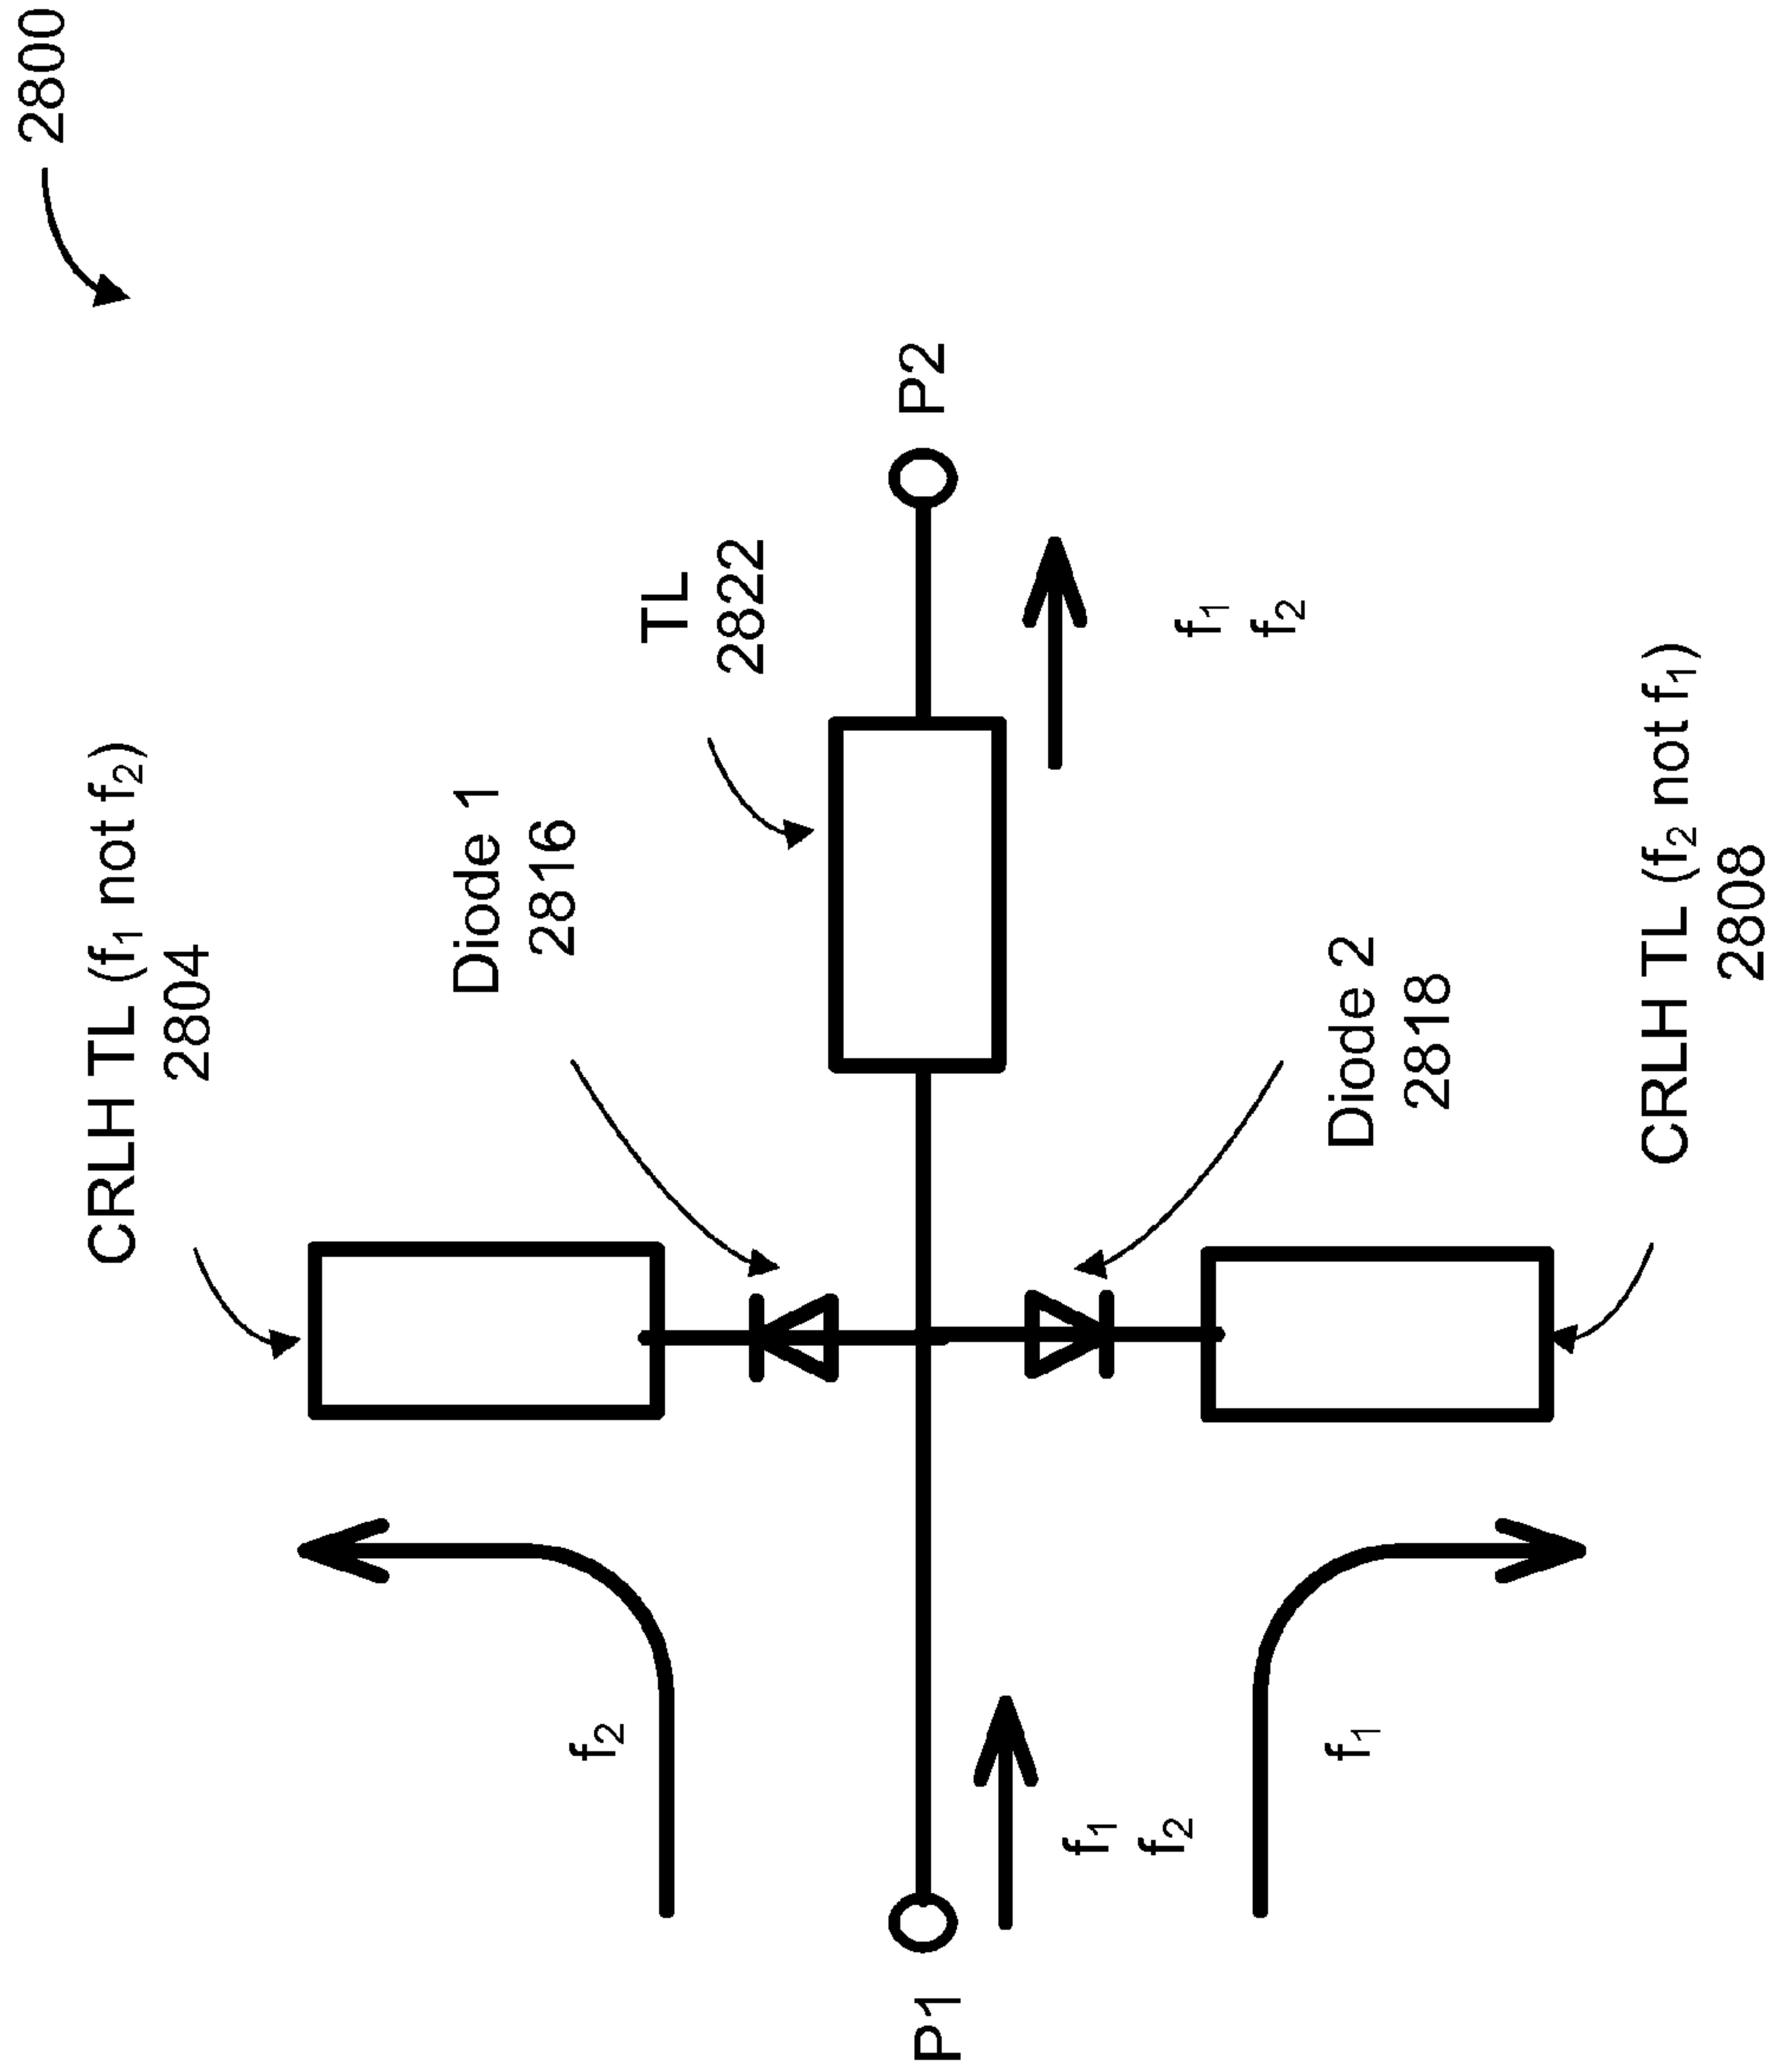 2800
CRLH TL (f₁ not f₂)
2804
Diode 1
2816
TL
2822
P2
f₂
P1
f₁
f₂
f₁
f₂
f₁
Diode 2
2818
CRLH TL (f₂ not f₁)
2808